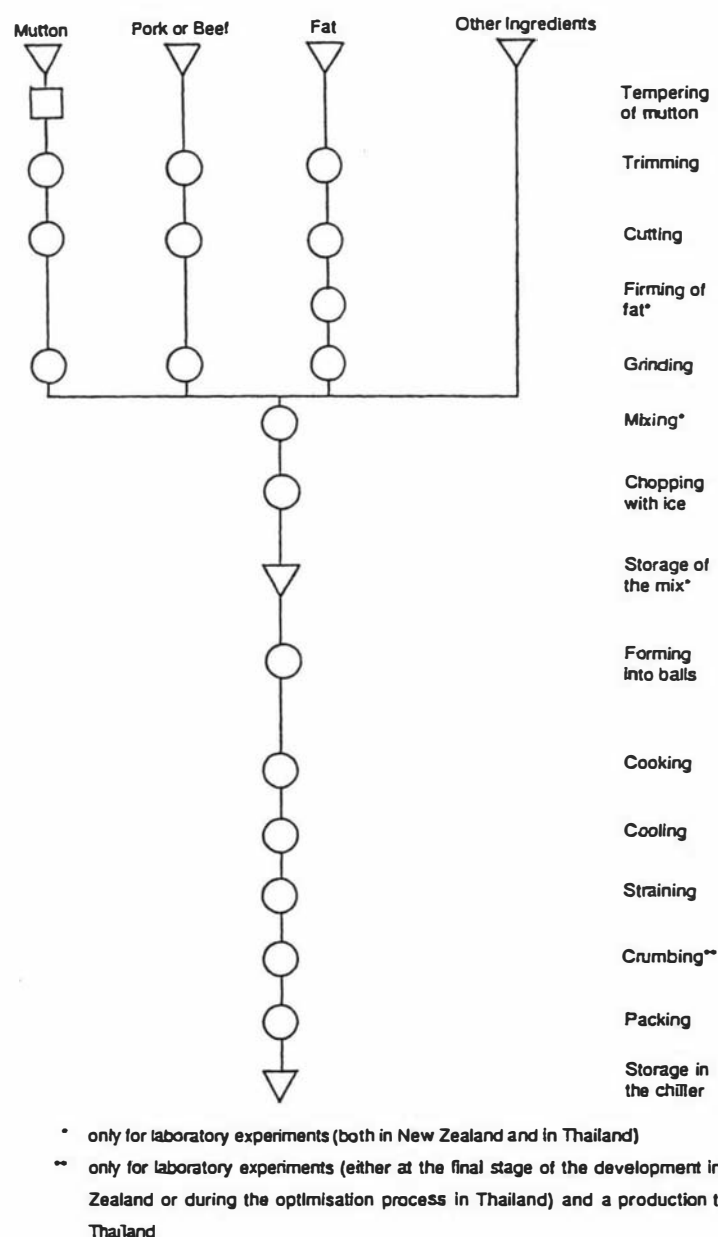 Mutton Pork or Beef Fat Other Ingredients
Tempering
of mutton
Trimming
Cutting
Firming of
fat*
Grinding
Mixing*
Chopping
with ice
Storage of
the mix*
Forming
into balls
Cooking
Cooling
Straining
Crumbing**
Packing
Storage in
the chiller
* only for laboratory experiments (both in New Zealand and in Thailand)
** only for laboratory experiments (either at the final stage of the development in
Zealand or during the optimisation process in Thailand) and a production t
Thailand